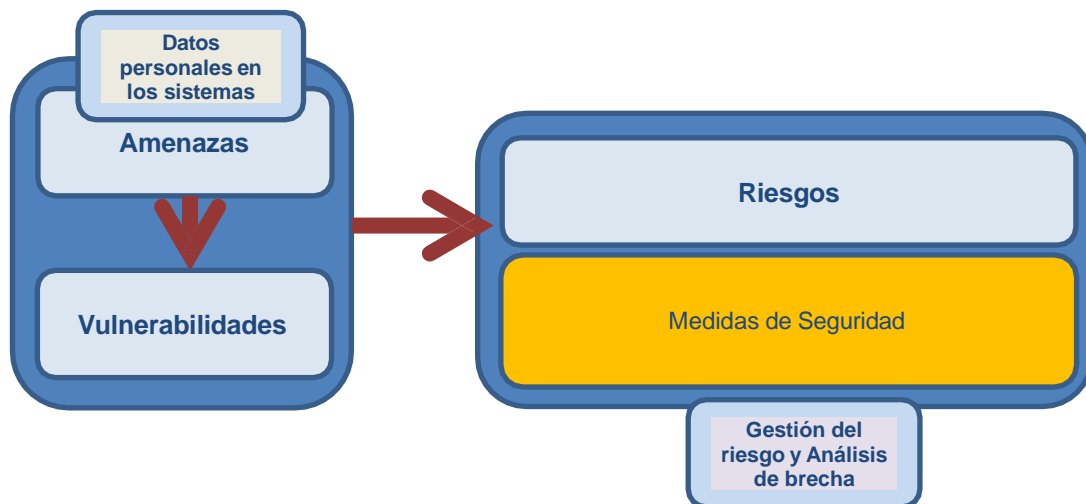 Datos
personales en
los sistemas
Amenazas
Vulnerabilidades
Riesgos
Medidas de Seguridad
Gestión del
riesgo y Análisis
de brecha